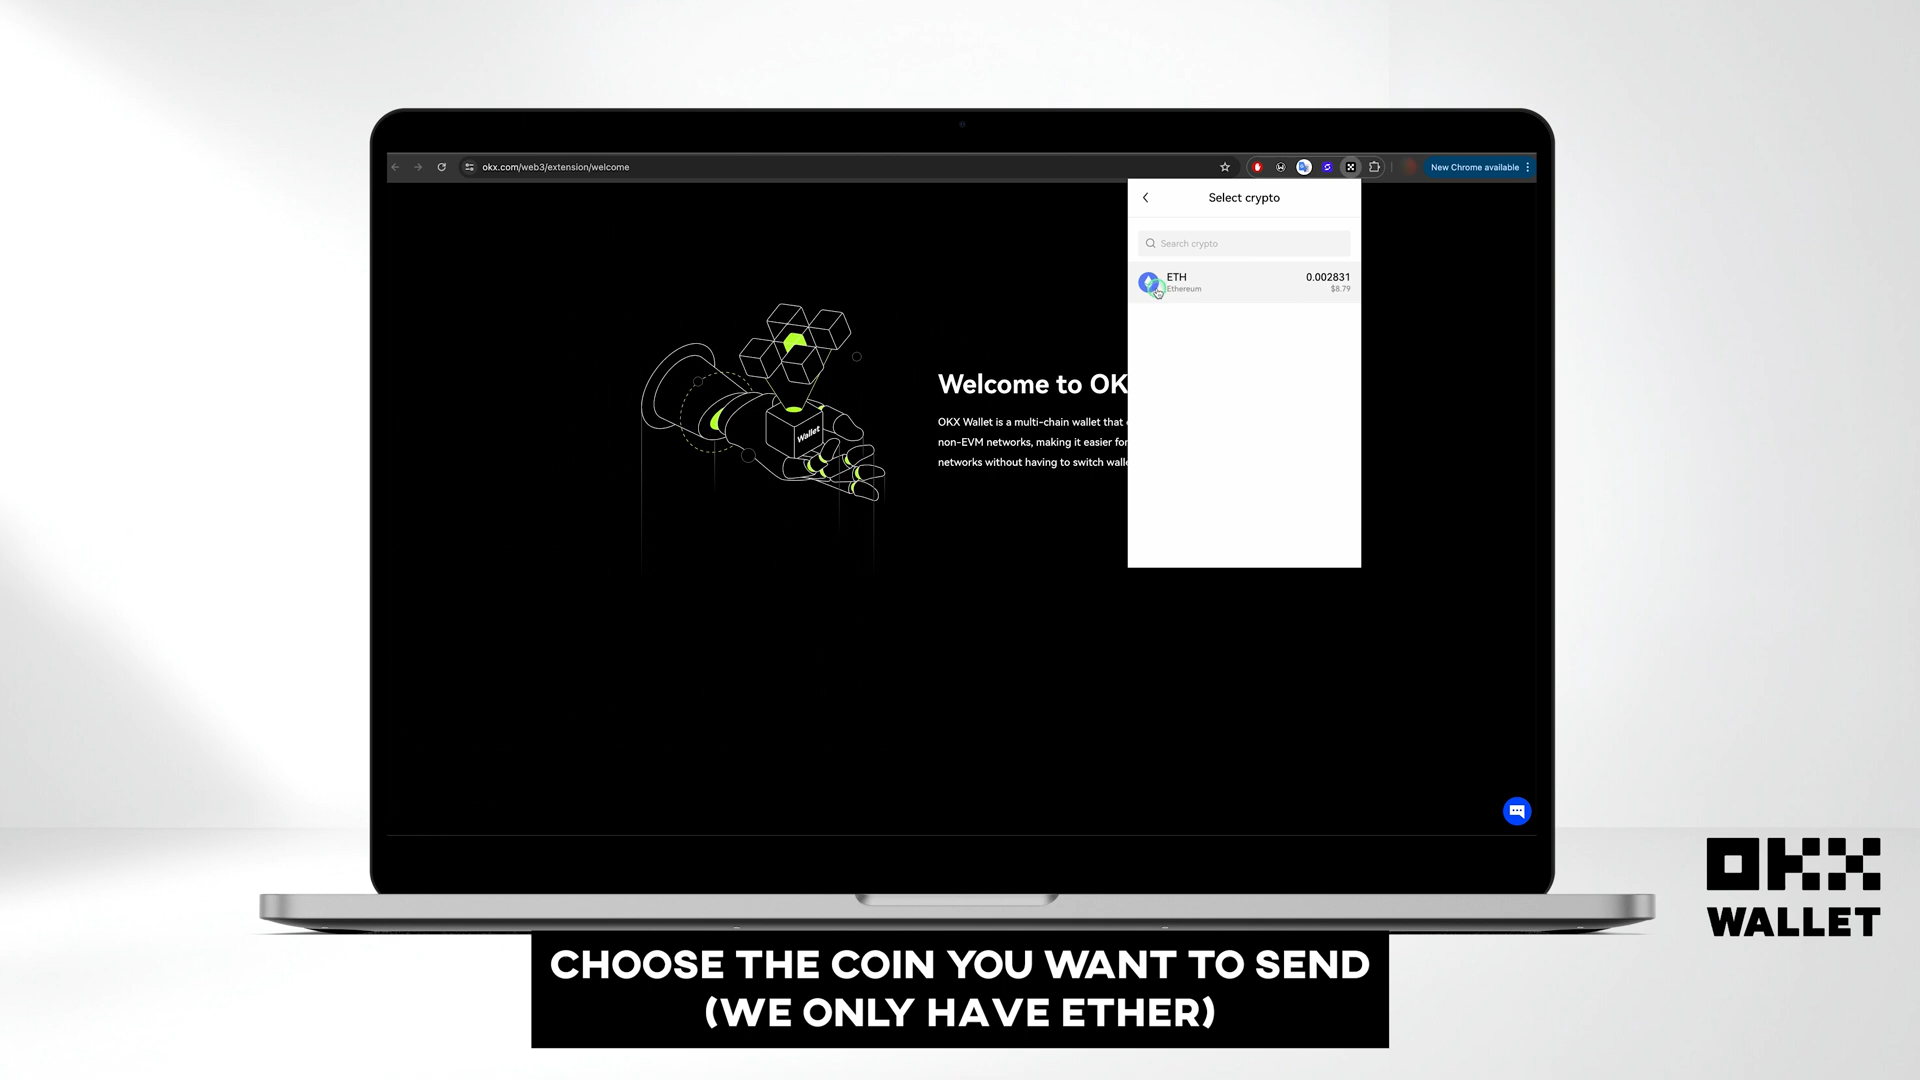 okx.com/web3/extension/welcome
New Chrome available
Select crypto
Search crypto
ETH
0.002831
Ethereum
$8.79
Wallet
Welcome to OK
OKX Wallet is a multi-chain wallet that
non-EVM networks, making it easier for
networks without having to switch wall
OKX
WALLET
CHOOSE THE COIN YOU WANT TO SEND
(WE ONLY HAVE ETHER)